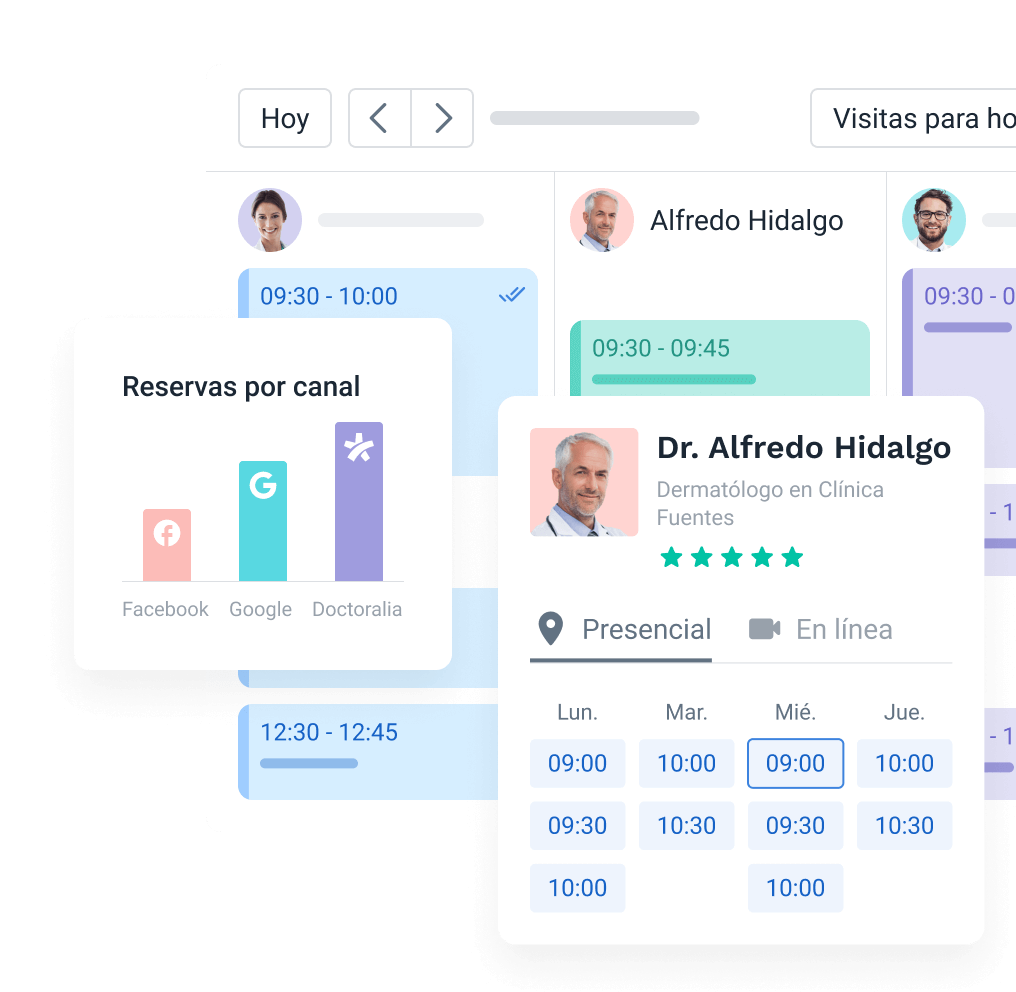 Hoy
Visitas para ho
Alfredo Hidalgo
09:30 - 10:00
09:30 - 09:45
09:30 - 0
Reservas por canal
Facebook Google Doctoralia
12:30 - 12:45
Dr. Alfredo Hidalgo
Dermatólogo en Clínica
Fuentes
Presencial En línea
Lun. Mar. Mié. Jue.
09:00 10:00 09:00 10:00
09:30 10:30 09:30 10:30
10:00 10:00
- 1
- 1